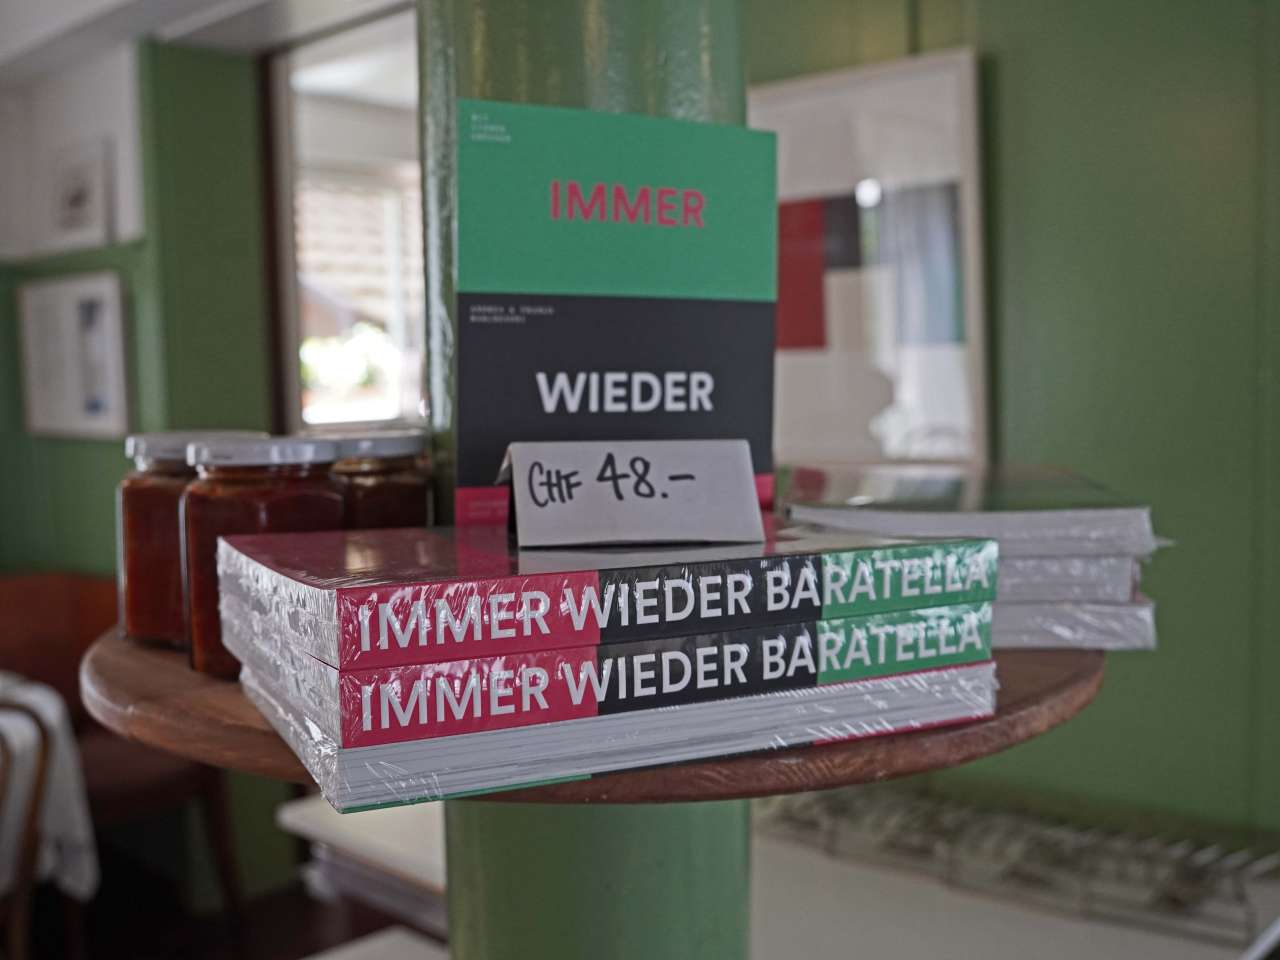 IMMER
WIEDER
CHF 48.–
IMMER WIEDER BARATELLA
IMMER WIEDER BARATELLA